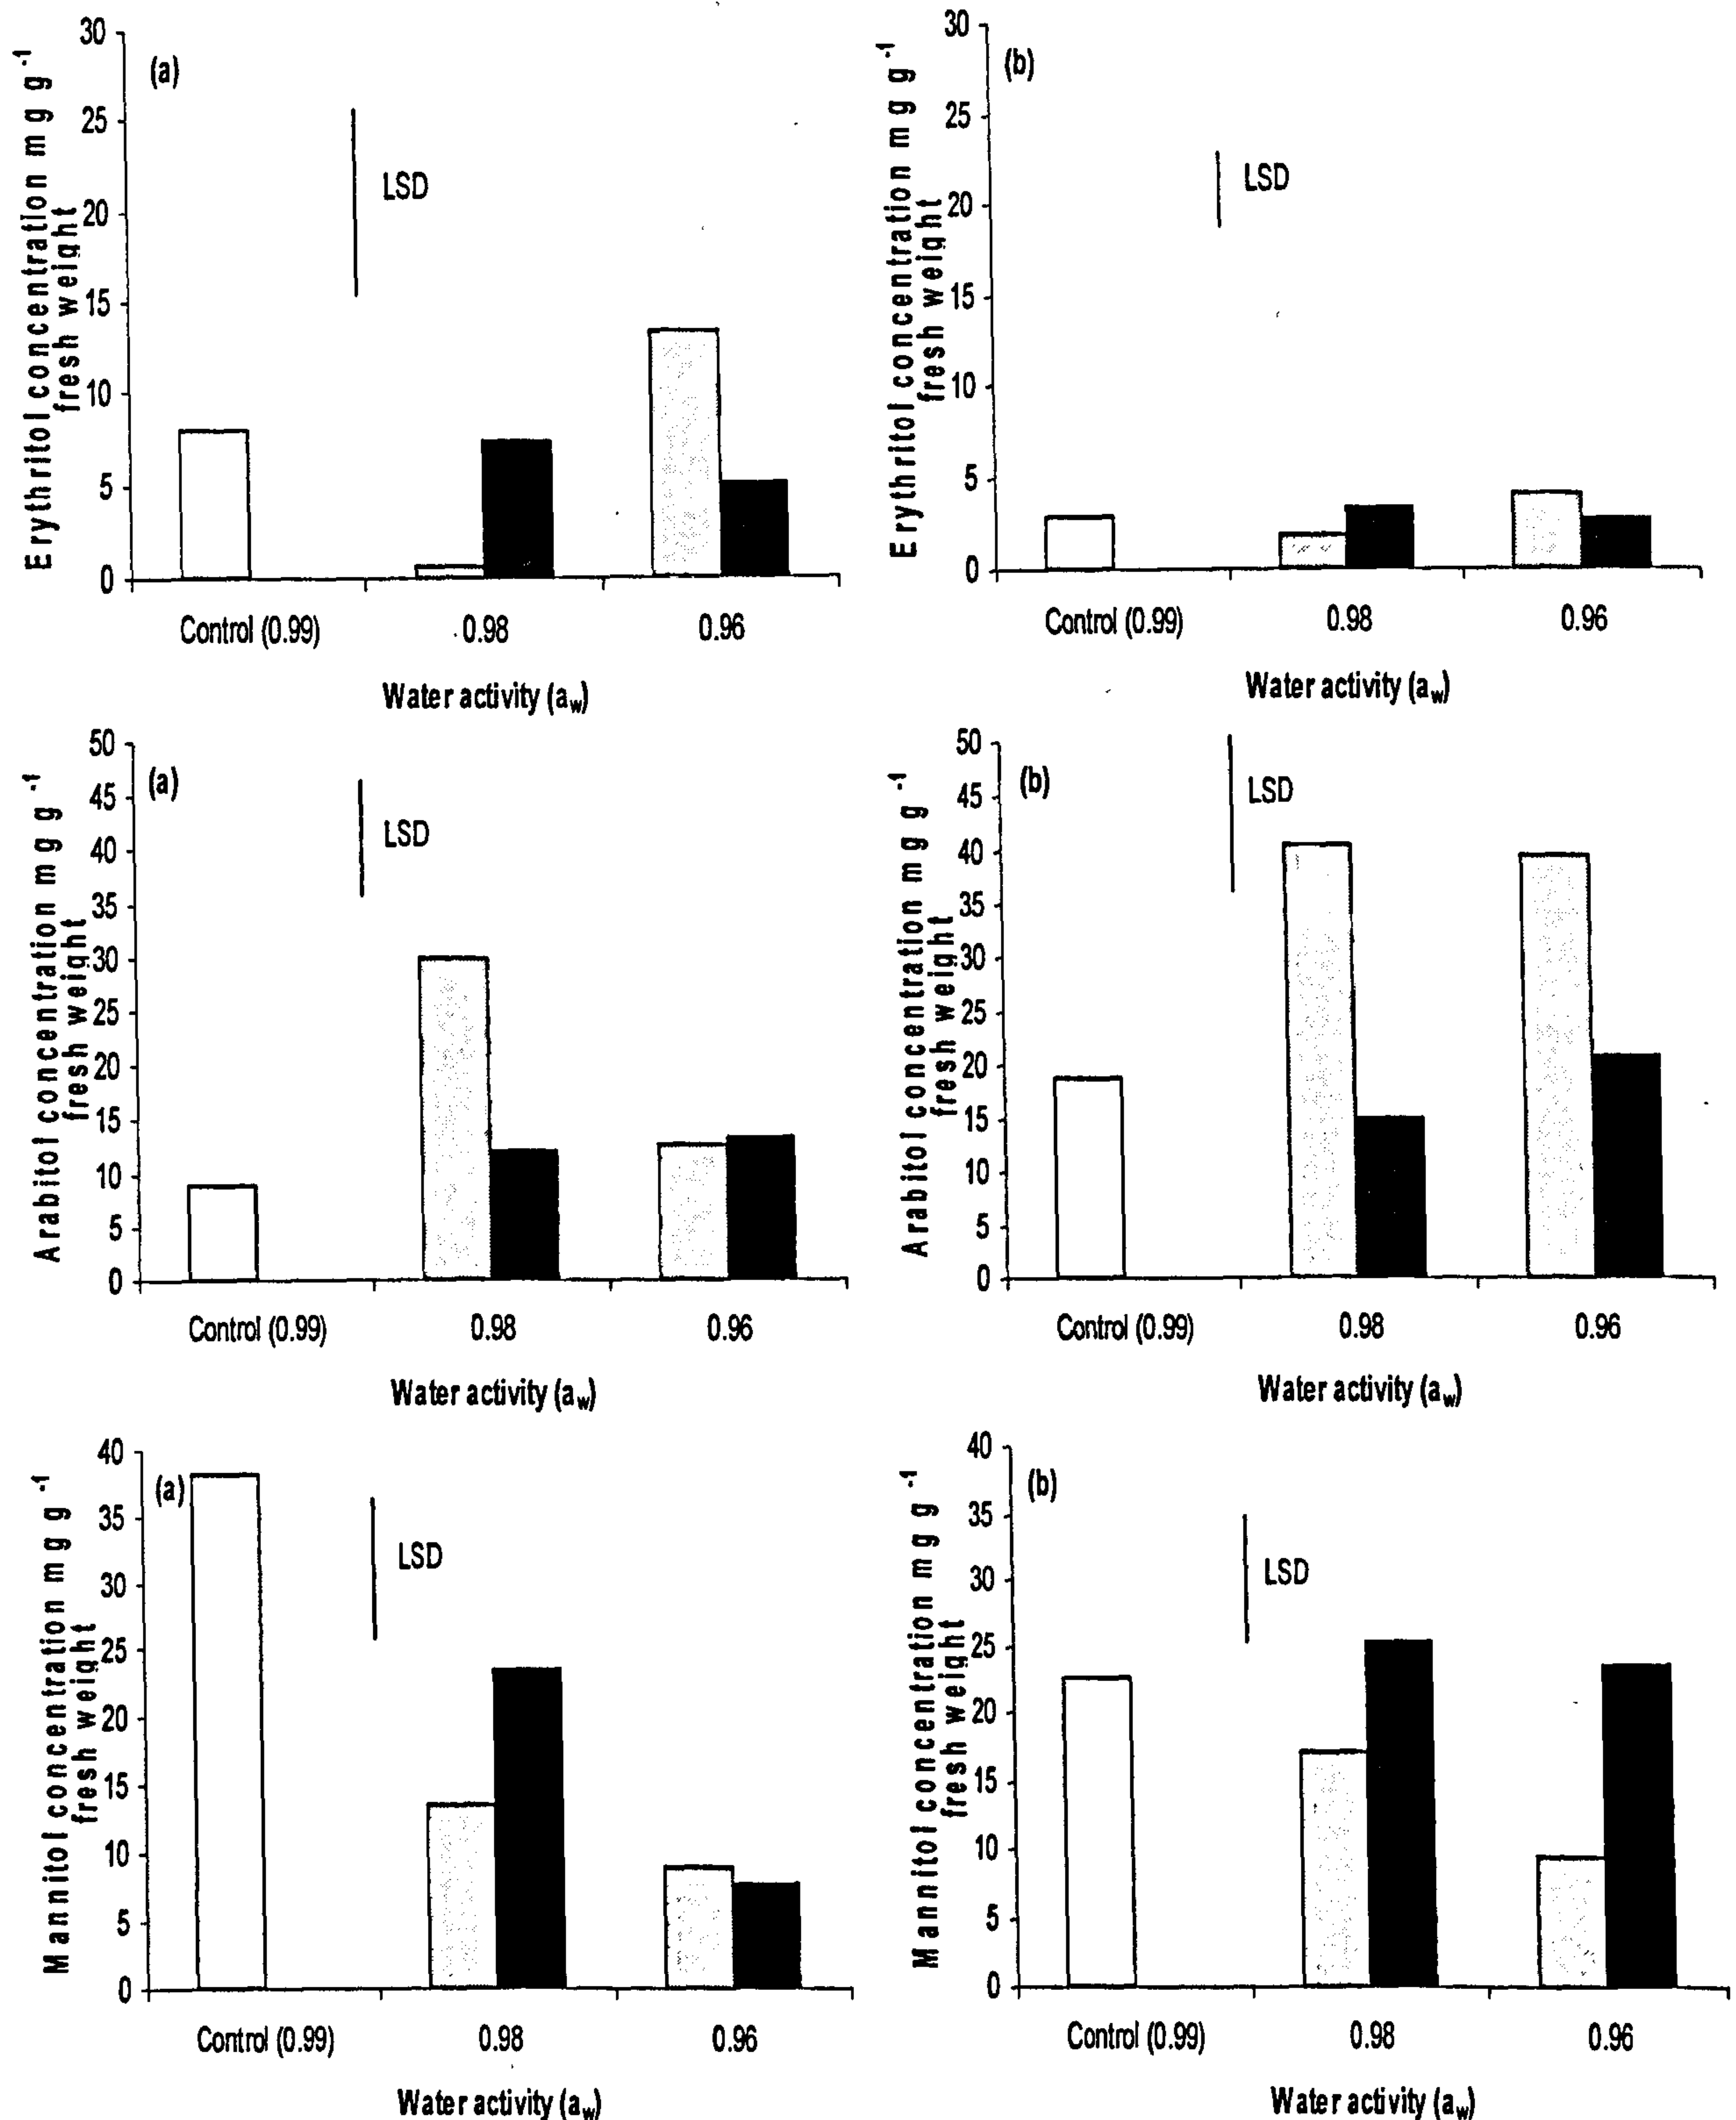 Erythritol concentration mg g⁻¹
fresh weight
30
25
20
15
10
5
0
(a)
LSD
Control (0.99)
0.98
0.96
Water activity (a_w)
Erythritol concentration mg g⁻¹
fresh weight
30
25
20
15
10
5
0
(b)
LSD
Control (0.99)
0.98
0.96
Water activity (a_w)
Arabitol concentration mg g⁻¹
fresh weight
50
45
40
35
30
25
20
15
10
5
0
(a)
LSD
Control (0.99)
0.98
0.96
Water activity (a_w)
Arabitol concentration mg g⁻¹
fresh weight
50
45
40
35
30
25
20
15
10
5
0
(b)
LSD
Control (0.99)
0.98
0.96
Water activity (a_w)
Mannitol concentration mg g⁻¹
fresh weight
40
35
30
25
20
15
10
5
0
(a)
LSD
Control (0.99)
0.98
0.96
Water activity (a_w)
Mannitol concentration mg g⁻¹
fresh weight
40
35
30
25
20
15
10
5
0
(b)
LSD
Control (0.99)
0.98
0.96
Water activity (a_w)